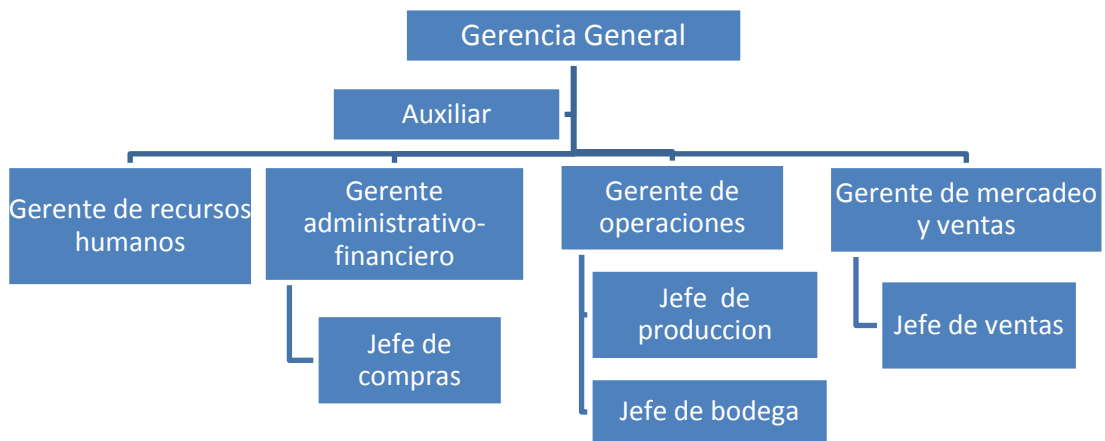 Gerencia General
Auxiliar
Gerente de recursos
humanos
Gerente
administrativo-
financiero
Gerente de
operaciones
Gerente de mercadeo
y ventas
Jefe de
compras
Jefe de
produccion
Jefe de bodega
Jefe de ventas